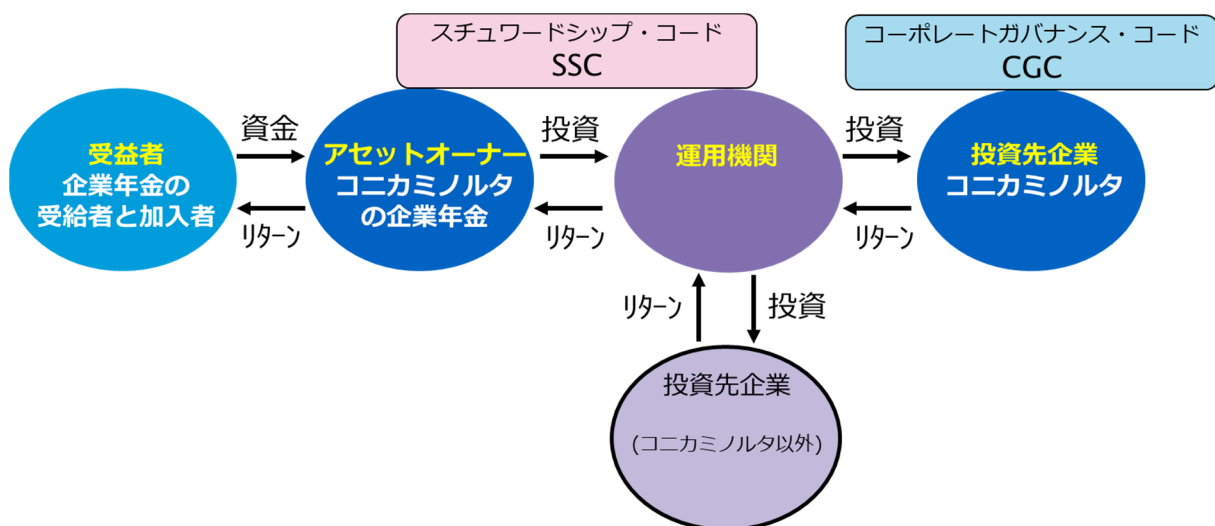 スチュワードシップ・コード
SSC
コーポレートガバナンス・コード
CGC
受益者
企業年金の
受給者と加入者
資金
リターン
アセットオーナー
コニカミノルタ
の企業年金
投資
リターン
運用機関
投資
リターン
投資先企業
コニカミノルタ
リターン
投資
投資先企業
(コニカミノルタ以外)